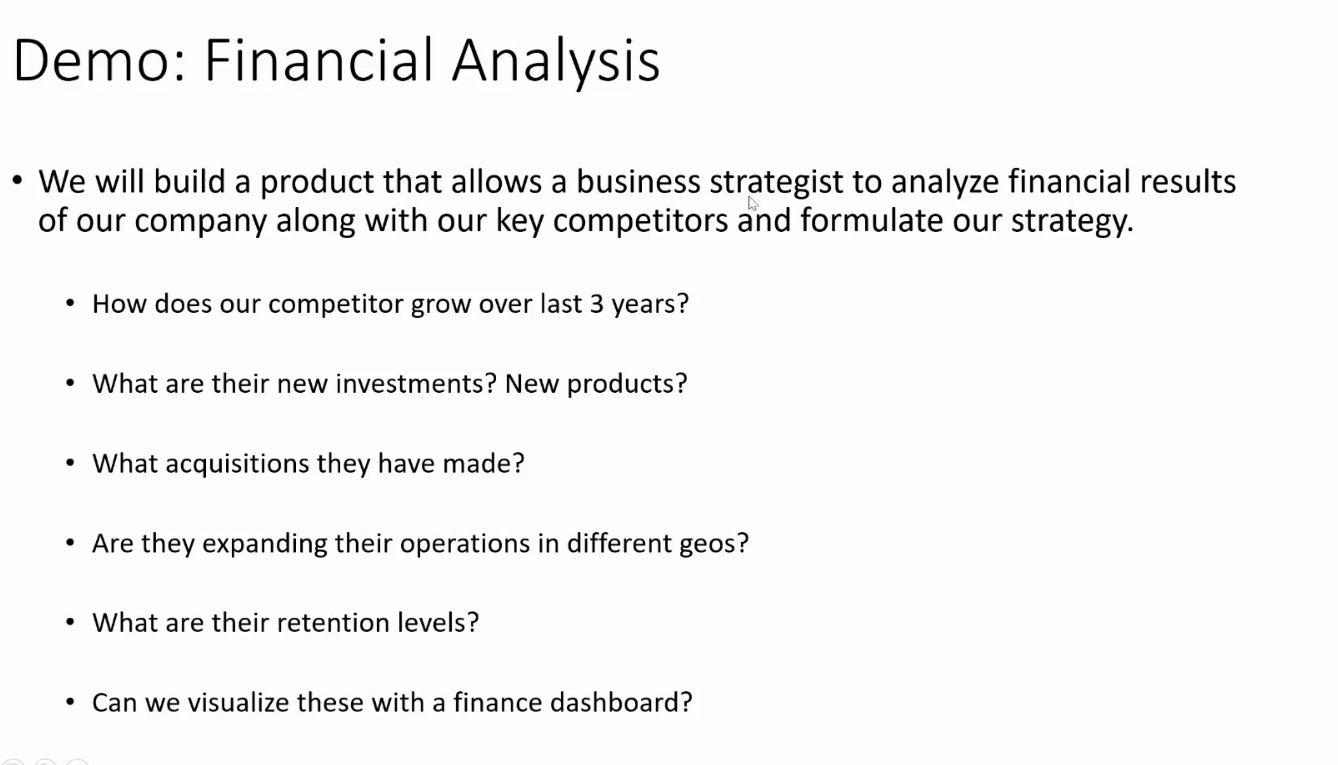 Demo: Financial Analysis
• We will build a product that allows a business strategist to analyze financial results
of our company along with our key competitors and formulate our strategy.
• How does our competitor grow over last 3 years?
• What are their new investments? New products?
• What acquisitions they have made?
• Are they expanding their operations in different geos?
• What are their retention levels?
• Can we visualize these with a finance dashboard?